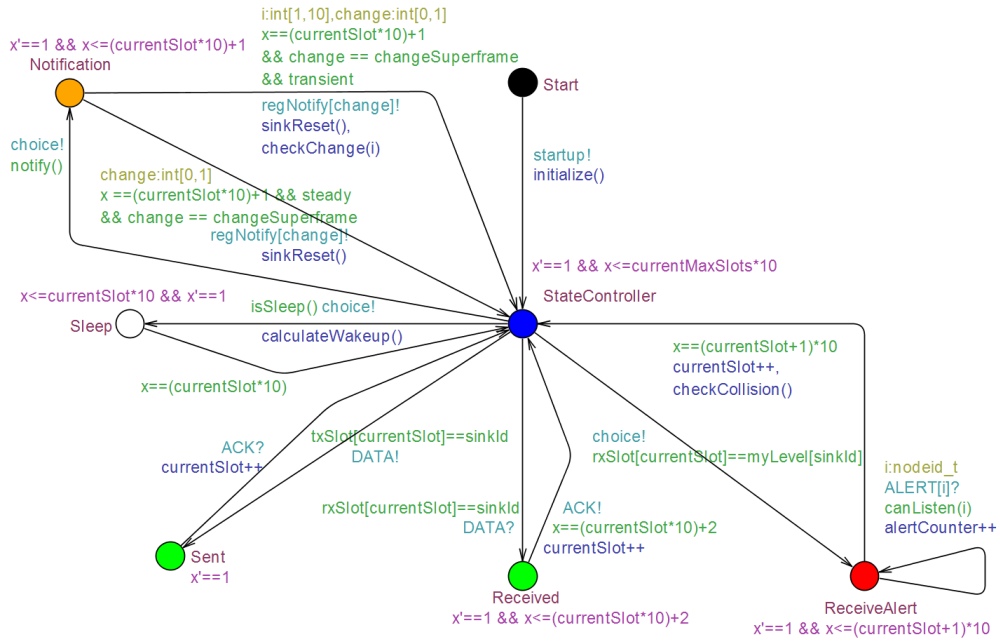 i:int[1,10],change:int[0,1]
x==(currentSlot*10)+1
&& change == changeSuperframe
&& transient
regNotify[change]!
sinkReset(),
checkChange(i)
x'==1 && x<=(currentSlot*10)+1
Notification
Start
choice!
notify()
startup!
initialize()
change:int[0,1]
x ==(currentSlot*10)+1 && steady
&& change == changeSuperframe
regNotify[change]!
sinkReset()
x'==1 && x<=currentMaxSlots*10
StateController
x<=currentSlot*10 && x'==1
Sleep
isSleep() choice!
calculateWakeup()
x==(currentSlot*10)
x==(currentSlot+1)*10
currentSlot++,
checkCollision()
ACK?
currentSlot++
txSlot[currentSlot]==sinkId
DATA!
choice!
rxSlot[currentSlot]==myLevel[sinkId]
rxSlot[currentSlot]==sinkId
DATA?
ACK!
x==(currentSlot*10)+2
currentSlot++
i:nodeid_t
ALERT[i]?
canListen(i)
alertCounter++
Sent
x'==1
Received
x'==1 && x<=(currentSlot*10)+2
ReceiveAlert
x'==1 && x<=(currentSlot+1)*10